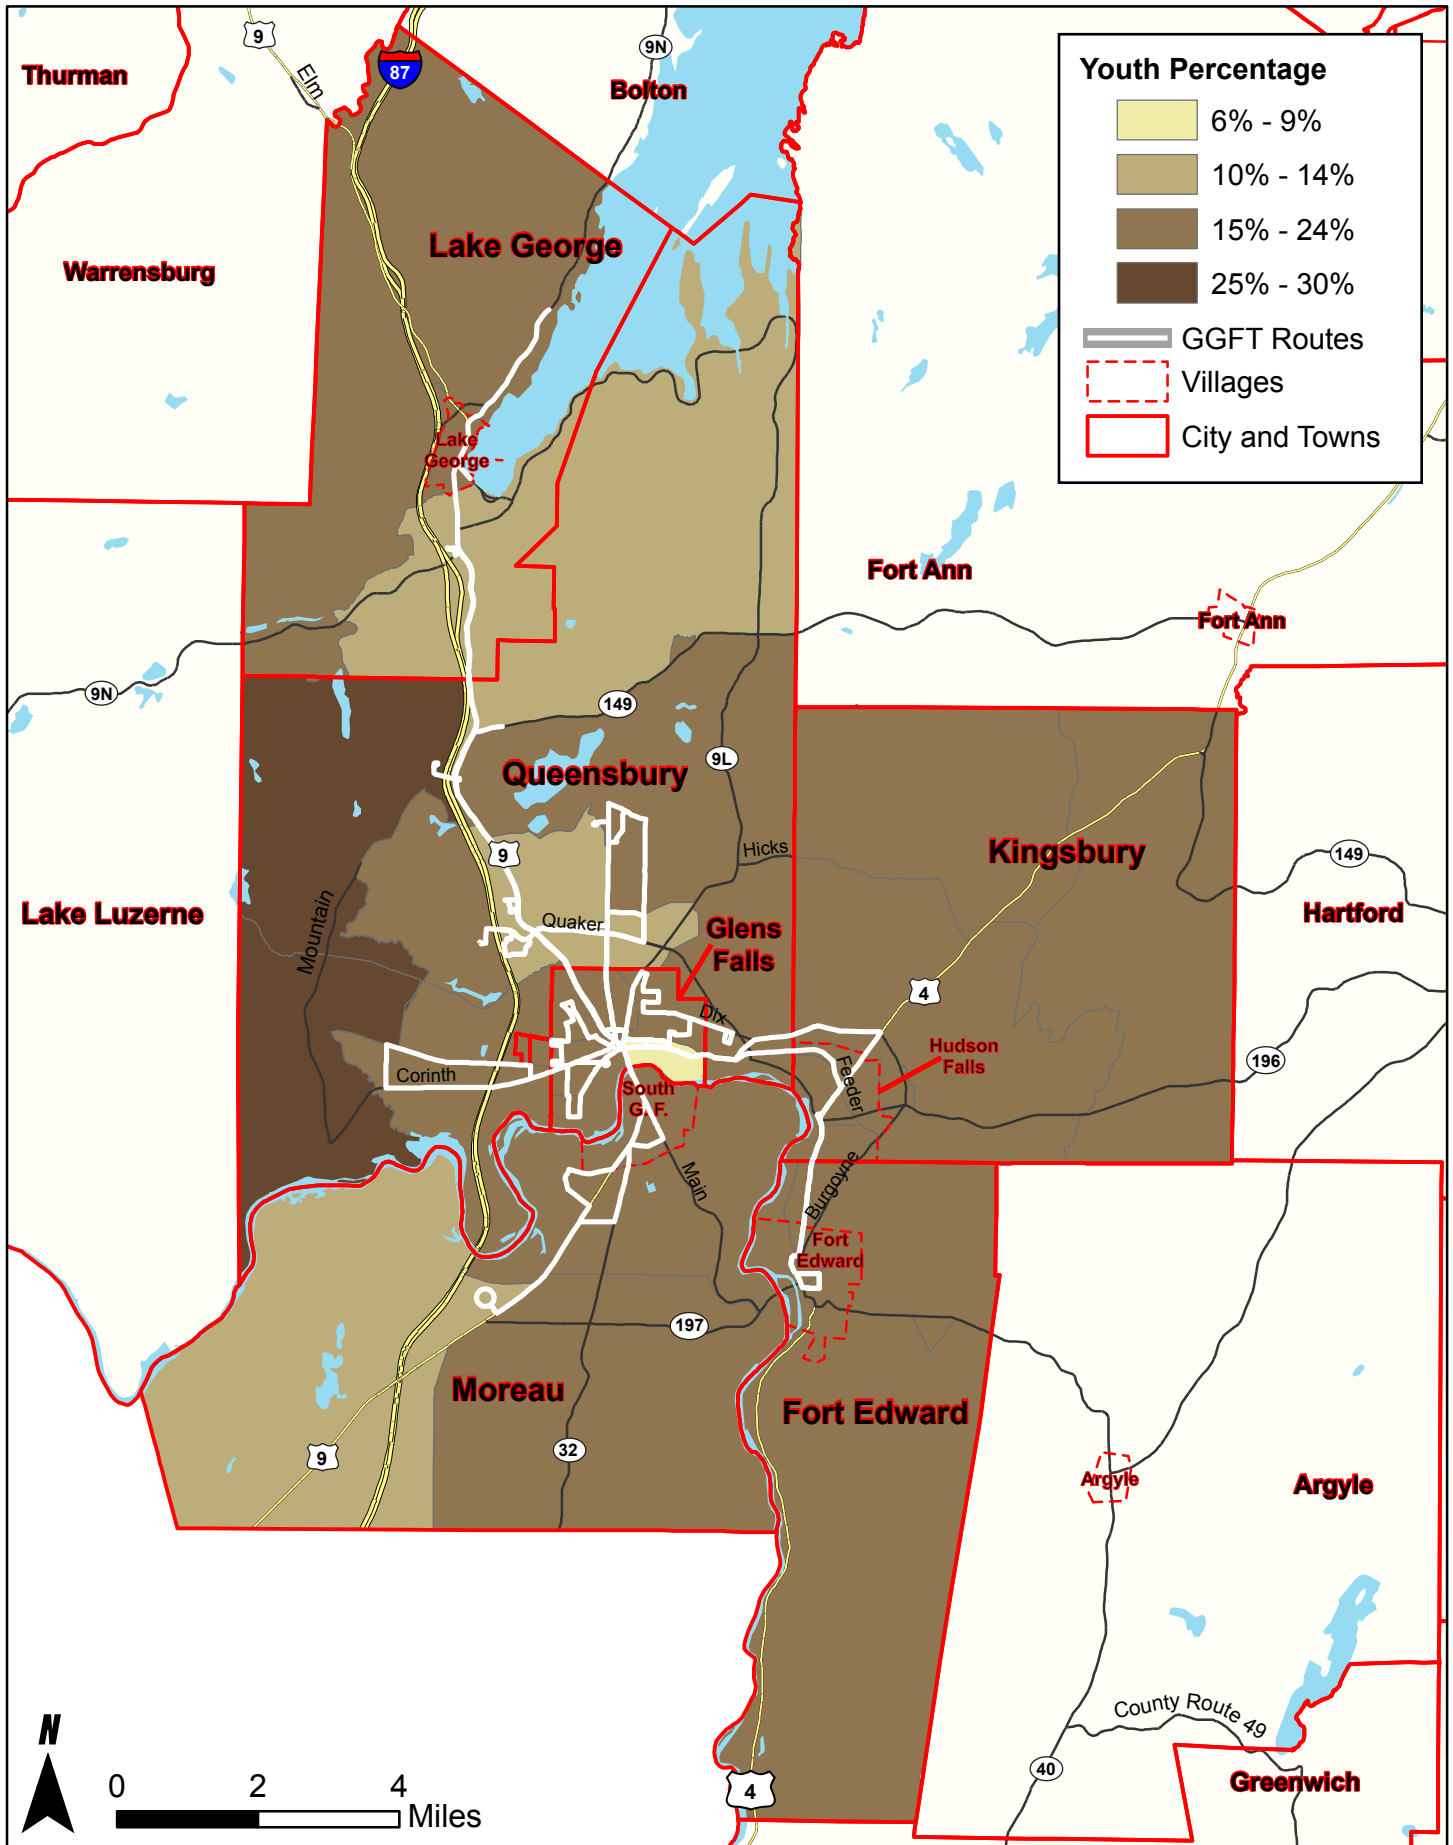 9
Thurman
Elm
87
9N
Bolton
Youth Percentage
6% - 9%
10% - 14%
15% - 24%
25% - 30%
GGFT Routes
Villages
City and Towns
Warrensburg
Lake George
Lake
George
Fort Ann
Fort Ann
9N
149
9L
Queensbury
Hicks
9
Kingsbury
149
Lake Luzerne
Mountain
Quaker
Glens
Falls
Hartford
4
Dix
Hudson
Falls
196
Corinth
Feeder
South
G.F.
Main
Burgoyne
Fort
Edward
197
Moreau
Fort Edward
32
9
Argyle
Argyle
County Route 49
40
Greenwich
4
N
0 2 4
Miles